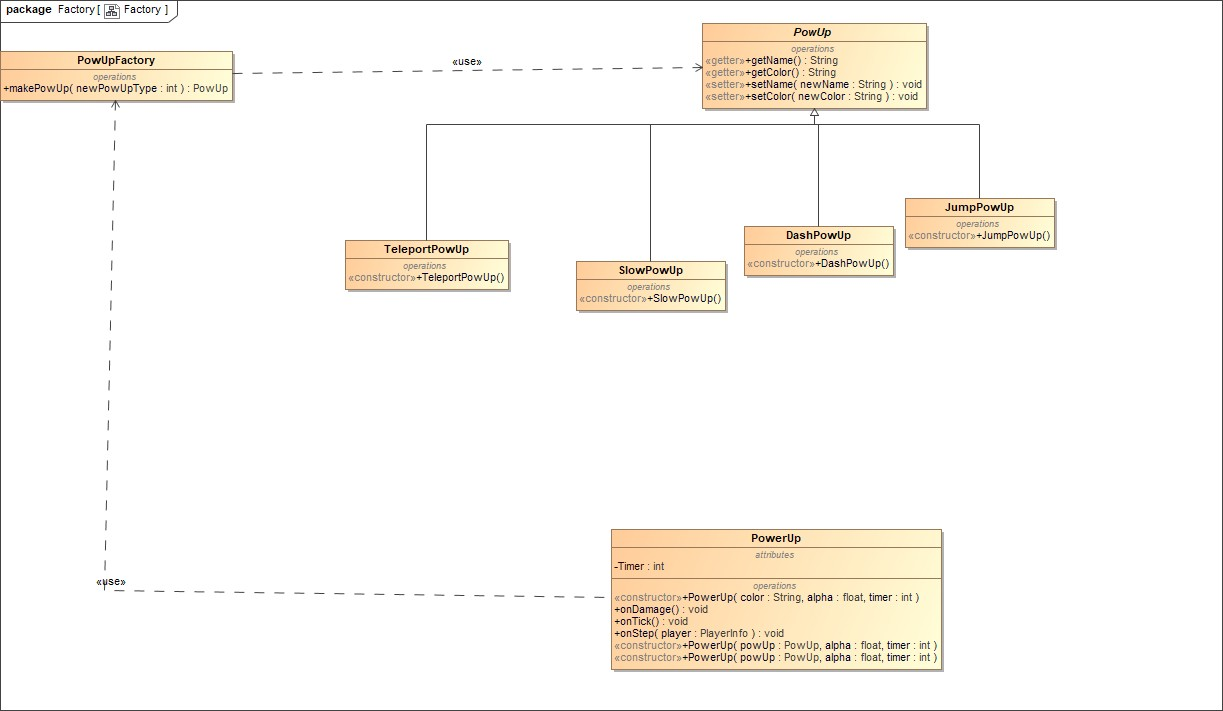 package Factory [ Factory ]
PowUpFactory
operations
+makePowUp( newPowUpType : int ) : PowUp
«use»
PowUp
operations
«getter»+getName() : String
«getter»+getColor() : String
«setter»+setName( newName : String ) : void
«setter»+setColor( newColor : String ) : void
TeleportPowUp
operations
«constructor»+TeleportPowUp()
SlowPowUp
operations
«constructor»+SlowPowUp()
DashPowUp
operations
«constructor»+DashPowUp()
JumpPowUp
operations
«constructor»+JumpPowUp()
«use»
PowerUp
attributes
-Timer : int
operations
«constructor»+PowerUp( color : String, alpha : float, timer : int )
+onDamage() : void
+onTick() : void
+onStep( player : PlayerInfo ) : void
«constructor»+PowerUp( powUp : PowUp, alpha : float, timer : int )
«constructor»+PowerUp( powUp : PowUp, alpha : float, timer : int )